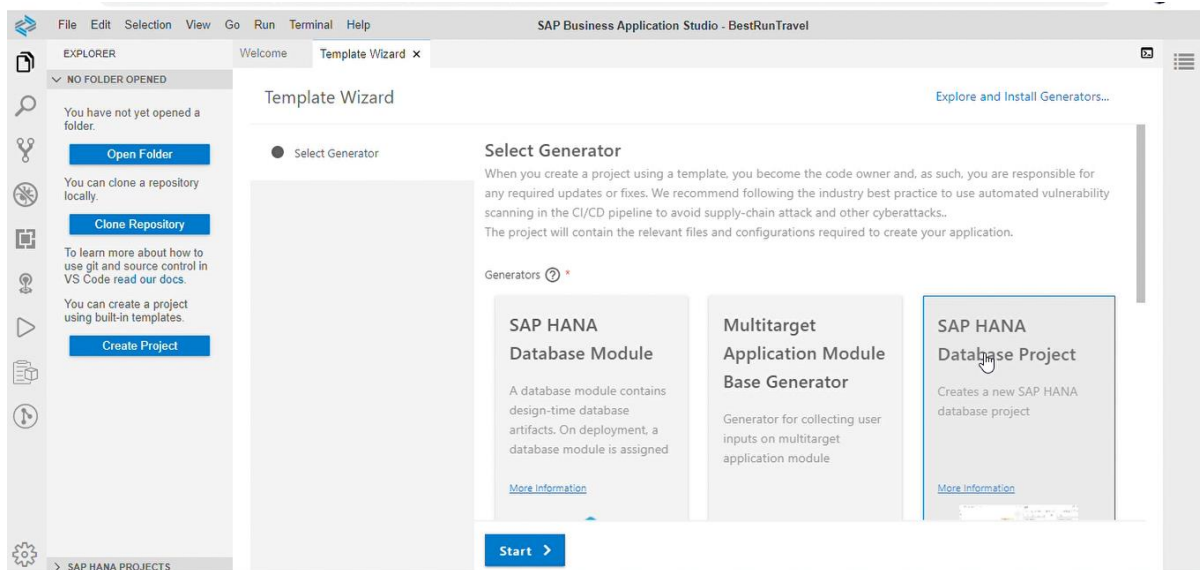 File Edit Selection View Go Run Terminal Help
SAP Business Application Studio - BestRunTravel
EXPLORER
NO FOLDER OPENED
You have not yet opened a
folder.
Open Folder
You can clone a repository
locally.
Clone Repository
To learn more about how to
use git and source control in
VS Code read our docs.
You can create a project
using built-in templates.
Create Project
SAP HANA PROJECTS
Welcome
Template Wizard
Template Wizard
Explore and Install Generators...
Select Generator
Select Generator
When you create a project using a template, you become the code owner and, as such, you are responsible for
any required updates or fixes. We recommend following the industry best practice to use automated vulnerability
scanning in the CI/CD pipeline to avoid supply-chain attack and other cyberattacks..
The project will contain the relevant files and configurations required to create your application.
Generators ? *
SAP HANA
Database Module
A database module contains
design-time database
artifacts. On deployment, a
database module is assigned
More Information
Multitarget
Application Module
Base Generator
Generator for collecting user
inputs on multitarget
application module
SAP HANA
Database Project
Creates a new SAP HANA
database project
More Information
Start